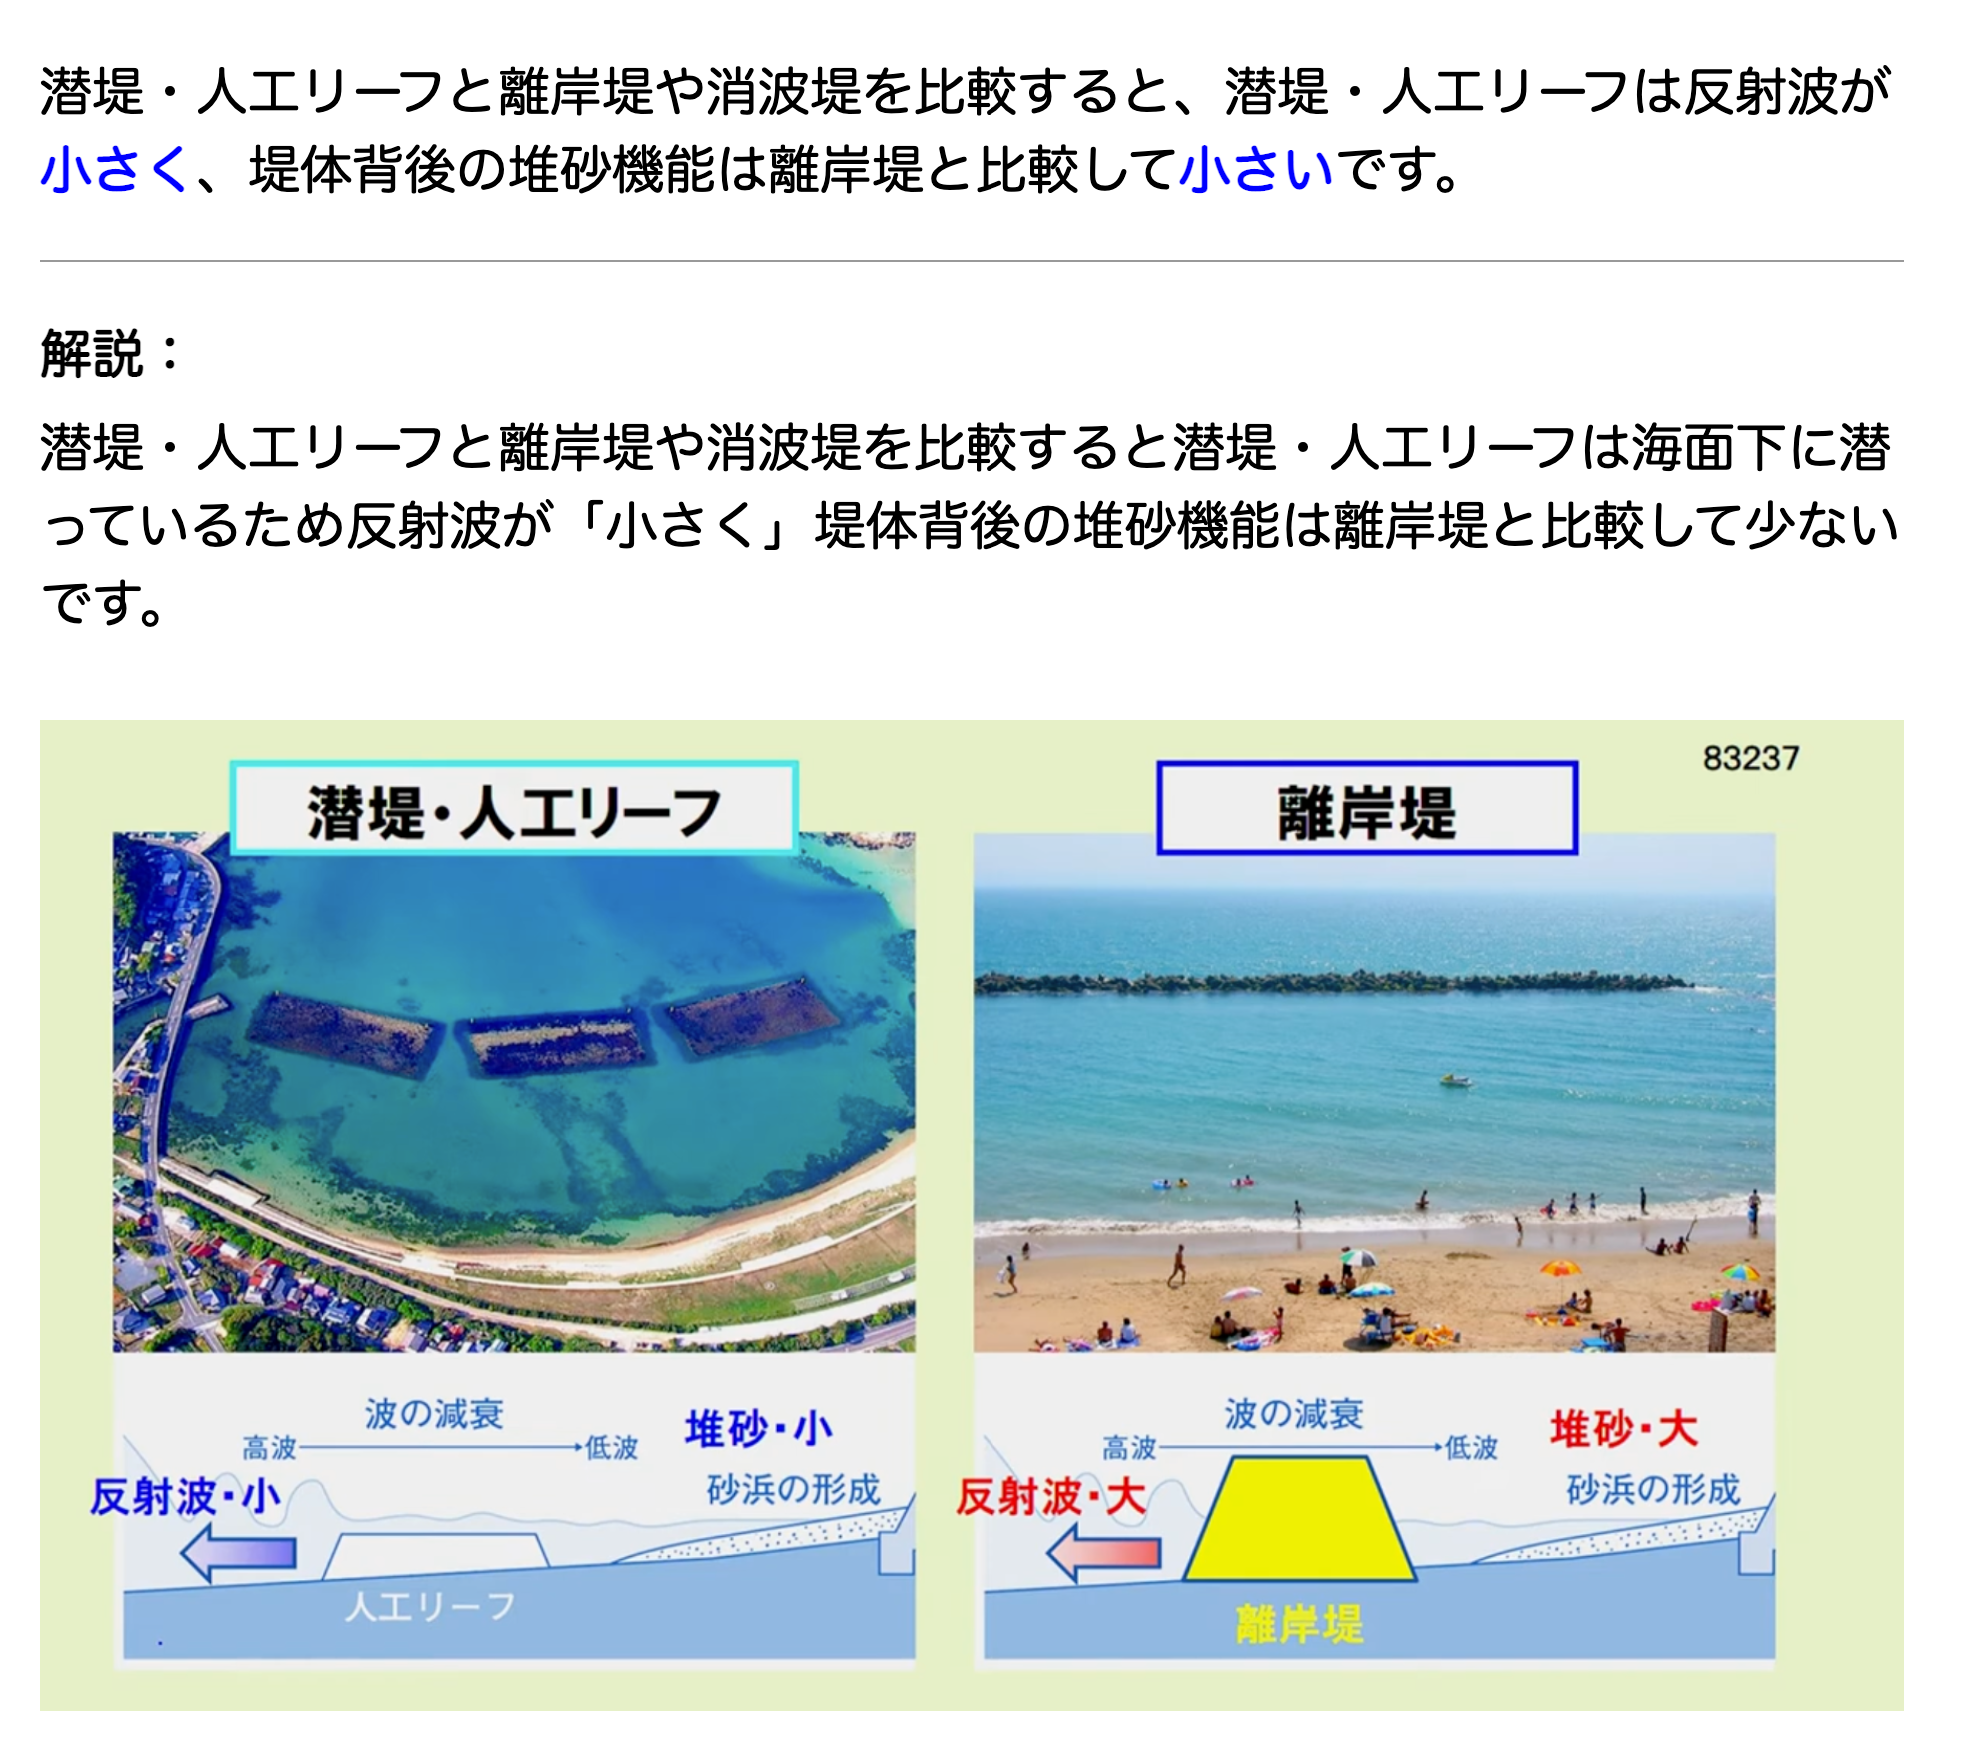 潜堤・人工リーフと離岸堤や消波堤を比較すると、潜堤・人工リーフは反射波が
小さく、堤体背後の堆砂機能は離岸堤と比較して小さいです。
解説：
潜堤・人工リーフと離岸堤や消波堤を比較すると潜堤・人工リーフは海面下に潜
っているため反射波が「小さく」堤体背後の堆砂機能は離岸堤と比較して少ない
です。
83237
潜堤・人工リーフ
波の減衰
堆砂・小
高波
低波
反射波・小
砂浜の形成
人工リーフ
離岸堤
波の減衰
堆砂・大
高波
低波
反射波・大
砂浜の形成
離岸堤